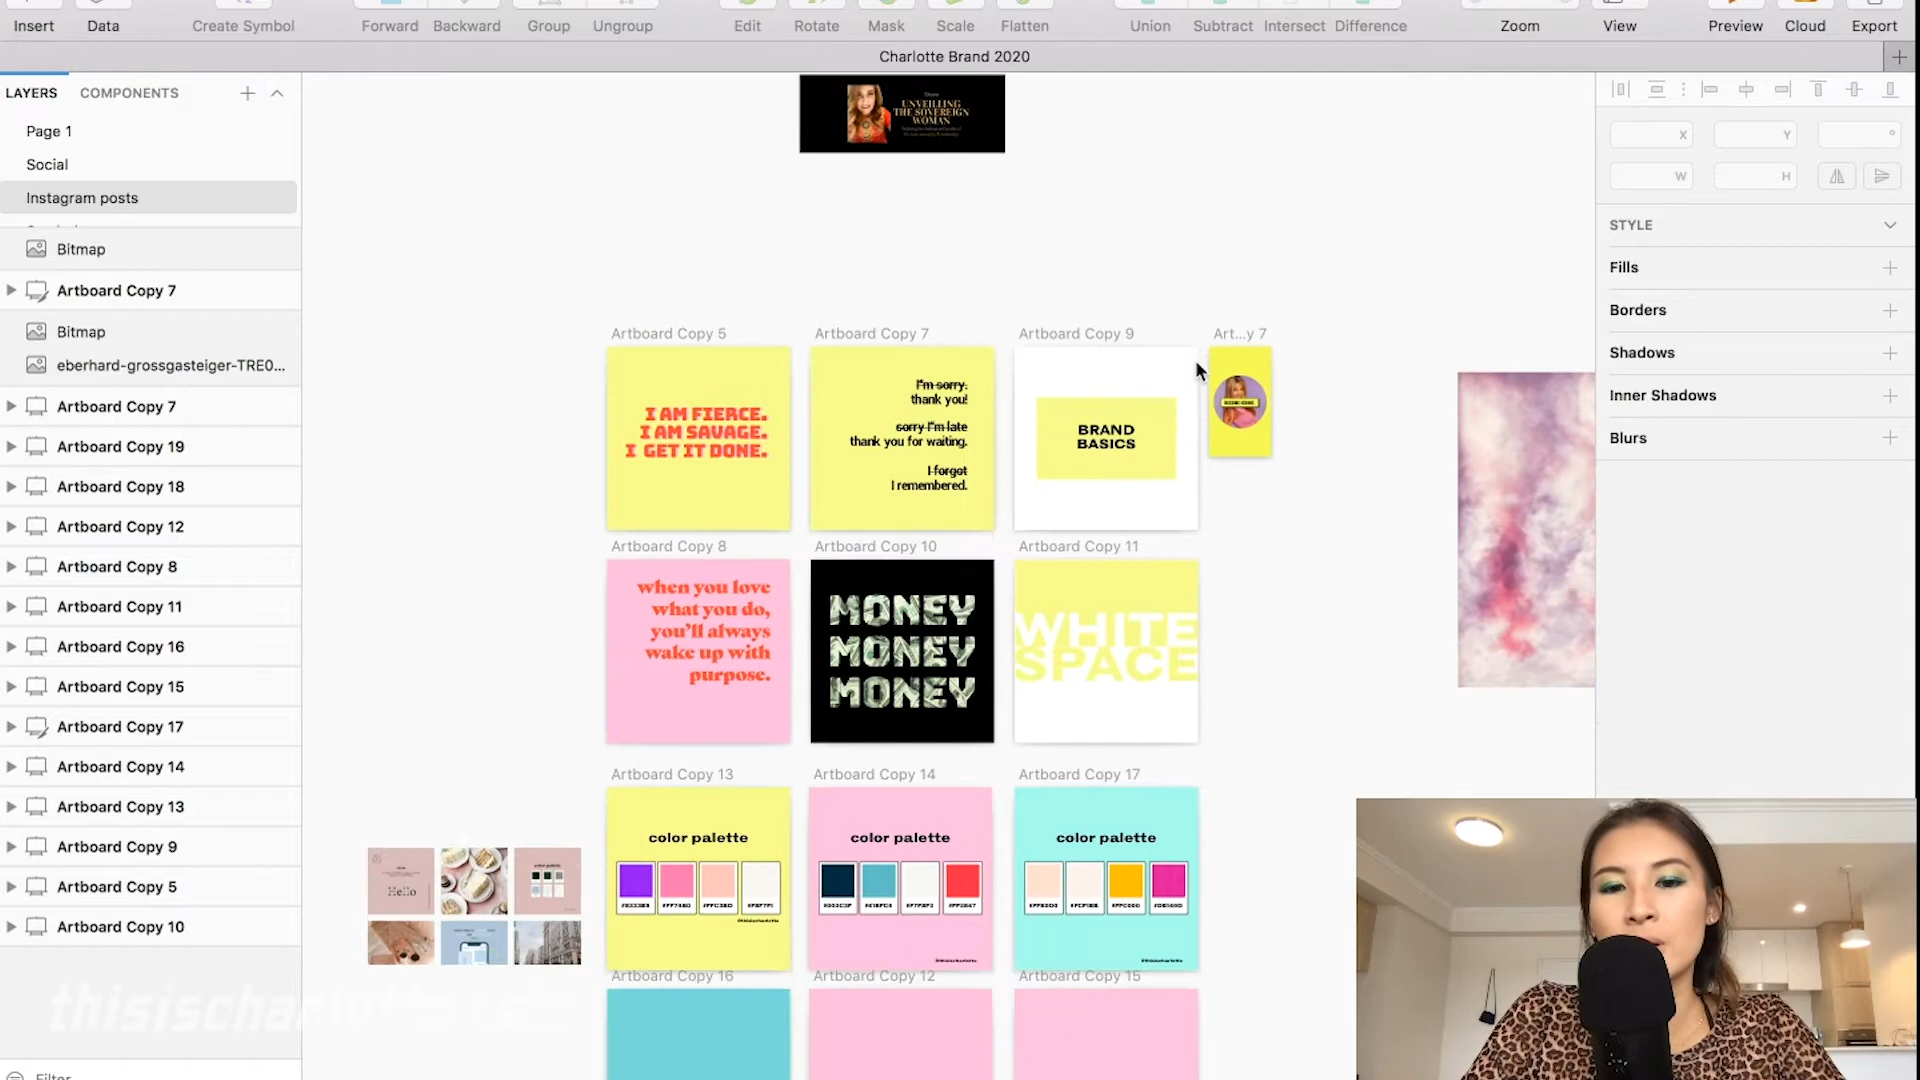 Insert
Data
Create Symbol
Forward
Backward
Group
Ungroup
Edit
Rotate
Mask
Scale
Flatten
Union
Subtract
Intersect
Difference
Zoom
View
Preview
Cloud
Export
Charlotte Brand 2020
LAYERS
COMPONENTS
Page 1
Social
Instagram posts
Bitmap
Artboard Copy 7
Bitmap
eberhard-grossgasteiger-TRE0...
Artboard Copy 7
Artboard Copy 19
Artboard Copy 18
Artboard Copy 12
Artboard Copy 8
Artboard Copy 11
Artboard Copy 16
Artboard Copy 15
Artboard Copy 17
Artboard Copy 14
Artboard Copy 13
Artboard Copy 9
Artboard Copy 5
Artboard Copy 10
Filter
UNVEILING
THE SOVEREIGN
WOMAN
Artboard Copy 5
I AM FIERCE.
I AM SAVAGE.
I GET IT DONE.
Artboard Copy 7
I'm sorry.
thank you!
sorry I'm late
thank you for waiting.
I forgot
I remembered.
Artboard Copy 9
BRAND
BASICS
Art...y 7
Artboard Copy 8
when you love
what you do,
you'll always
wake up with
purpose.
Artboard Copy 10
MONEY
MONEY
MONEY
Artboard Copy 11
WHITE
SPACE
Artboard Copy 13
color palette
@thisischarlotte
Artboard Copy 14
color palette
@thisischarlotte
Artboard Copy 17
color palette
@thisischarlotte
Hello
Artboard Copy 16
Artboard Copy 12
Artboard Copy 15
X
Y
°
W
H
STYLE
Fills
Borders
Shadows
Inner Shadows
Blurs